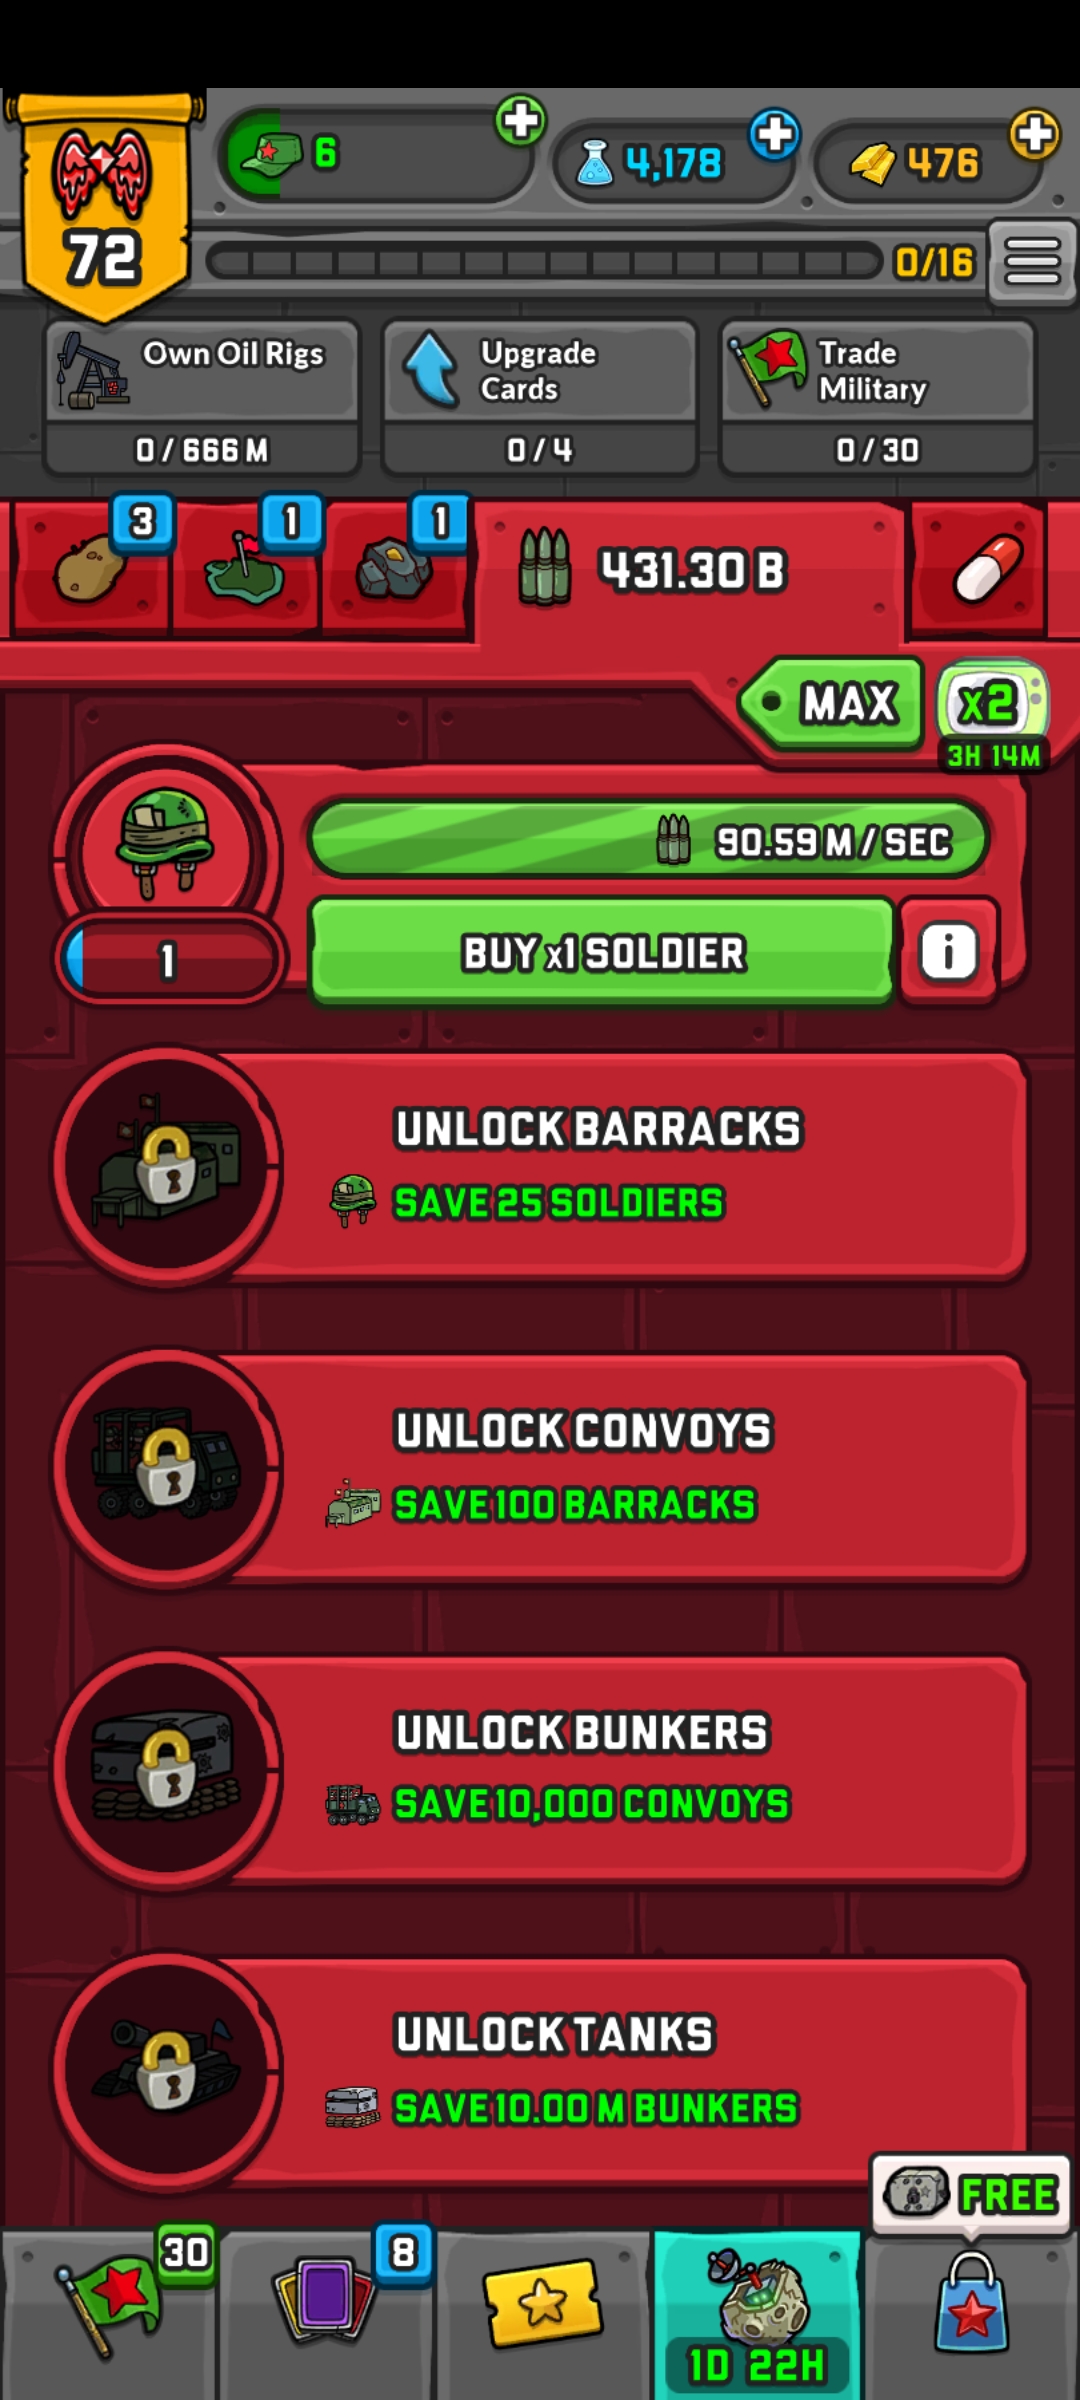 6
4,178
476
72
0/16
Own Oil Rigs
0 / 666 M
Upgrade
Cards
0 / 4
Trade
Military
0 / 30
3
1
1
431.30 B
MAX
x2
3H 14M
90.59 M / SEC
1
BUY x1 SOLDIER
i
UNLOCK BARRACKS
SAVE 25 SOLDIERS
UNLOCK CONVOYS
SAVE 100 BARRACKS
UNLOCK BUNKERS
SAVE 10,000 CONVOYS
UNLOCK TANKS
SAVE 10.00 M BUNKERS
FREE
30
8
1D 22H